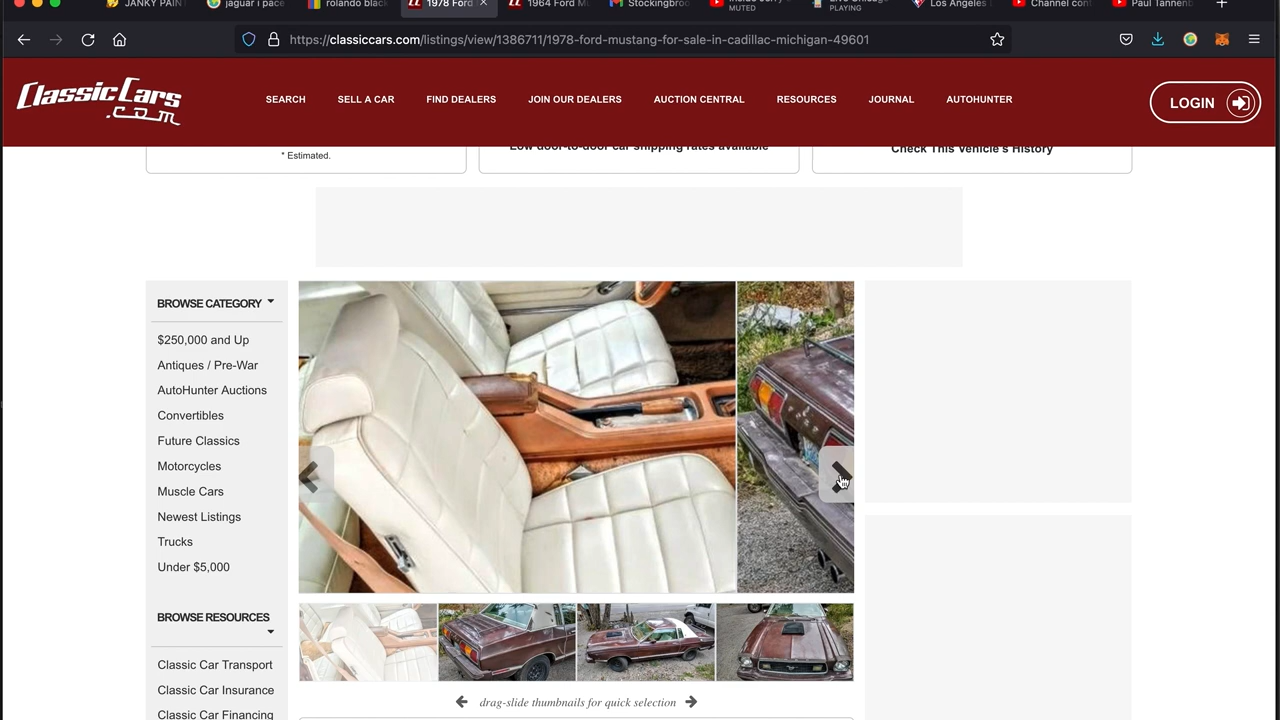 JANKY PAIN
jaguar i pace
rolando blac
1978 Ford
1964 Ford M
Stockingbro
MUTED
PLAYING
Los Angeles
Channel con
Paul Tannenb
https://classiccars.com/listings/view/1386711/1978-ford-mustang-for-sale-in-cadillac-michigan-49601
ClassicCars.com
SEARCH
SELL A CAR
FIND DEALERS
JOIN OUR DEALERS
AUCTION CENTRAL
RESOURCES
JOURNAL
AUTOHUNTER
LOGIN
* Estimated.
Low door-to-door car shipping rates available
Check This Vehicle's History
BROWSE CATEGORY
$250,000 and Up
Antiques / Pre-War
AutoHunter Auctions
Convertibles
Future Classics
Motorcycles
Muscle Cars
Newest Listings
Trucks
Under $5,000
BROWSE RESOURCES
Classic Car Transport
Classic Car Insurance
Classic Car Financing
drag-slide thumbnails for quick selection